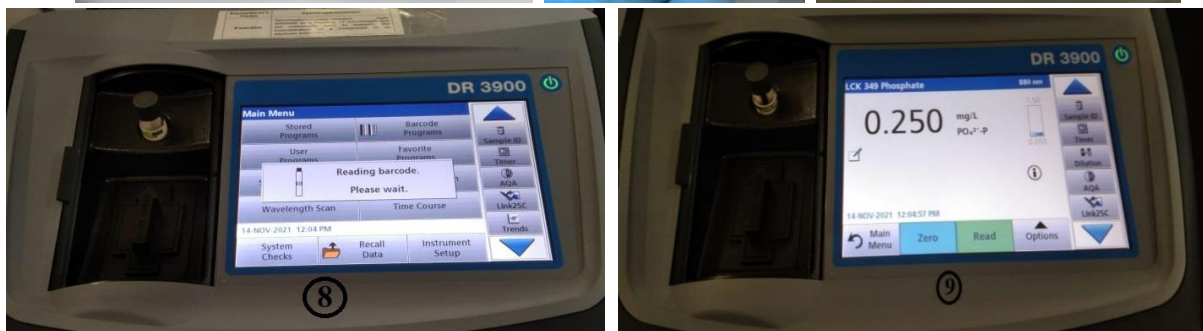 DR 3900
Main Menu
Stored Programs
Barcode Programs
User Programs
Favorite Programs
Reading barcode.
Please wait.
Wavelength Scan
Time Course
14-NOV-2021 12:04 PM
System Checks
Recall Data
Instrument Setup
Sample ID
Timer
AQA
Link2SC
Trends
8
DR 3900
LCK 349 Phosphate
880 nm
0.250 mg/L
PO₄³⁻-P
14-NOV-2021 12:04:57 PM
Main Menu
Zero
Read
Options
Sample ID
Timer
Dilution
AQA
Link2SC
9